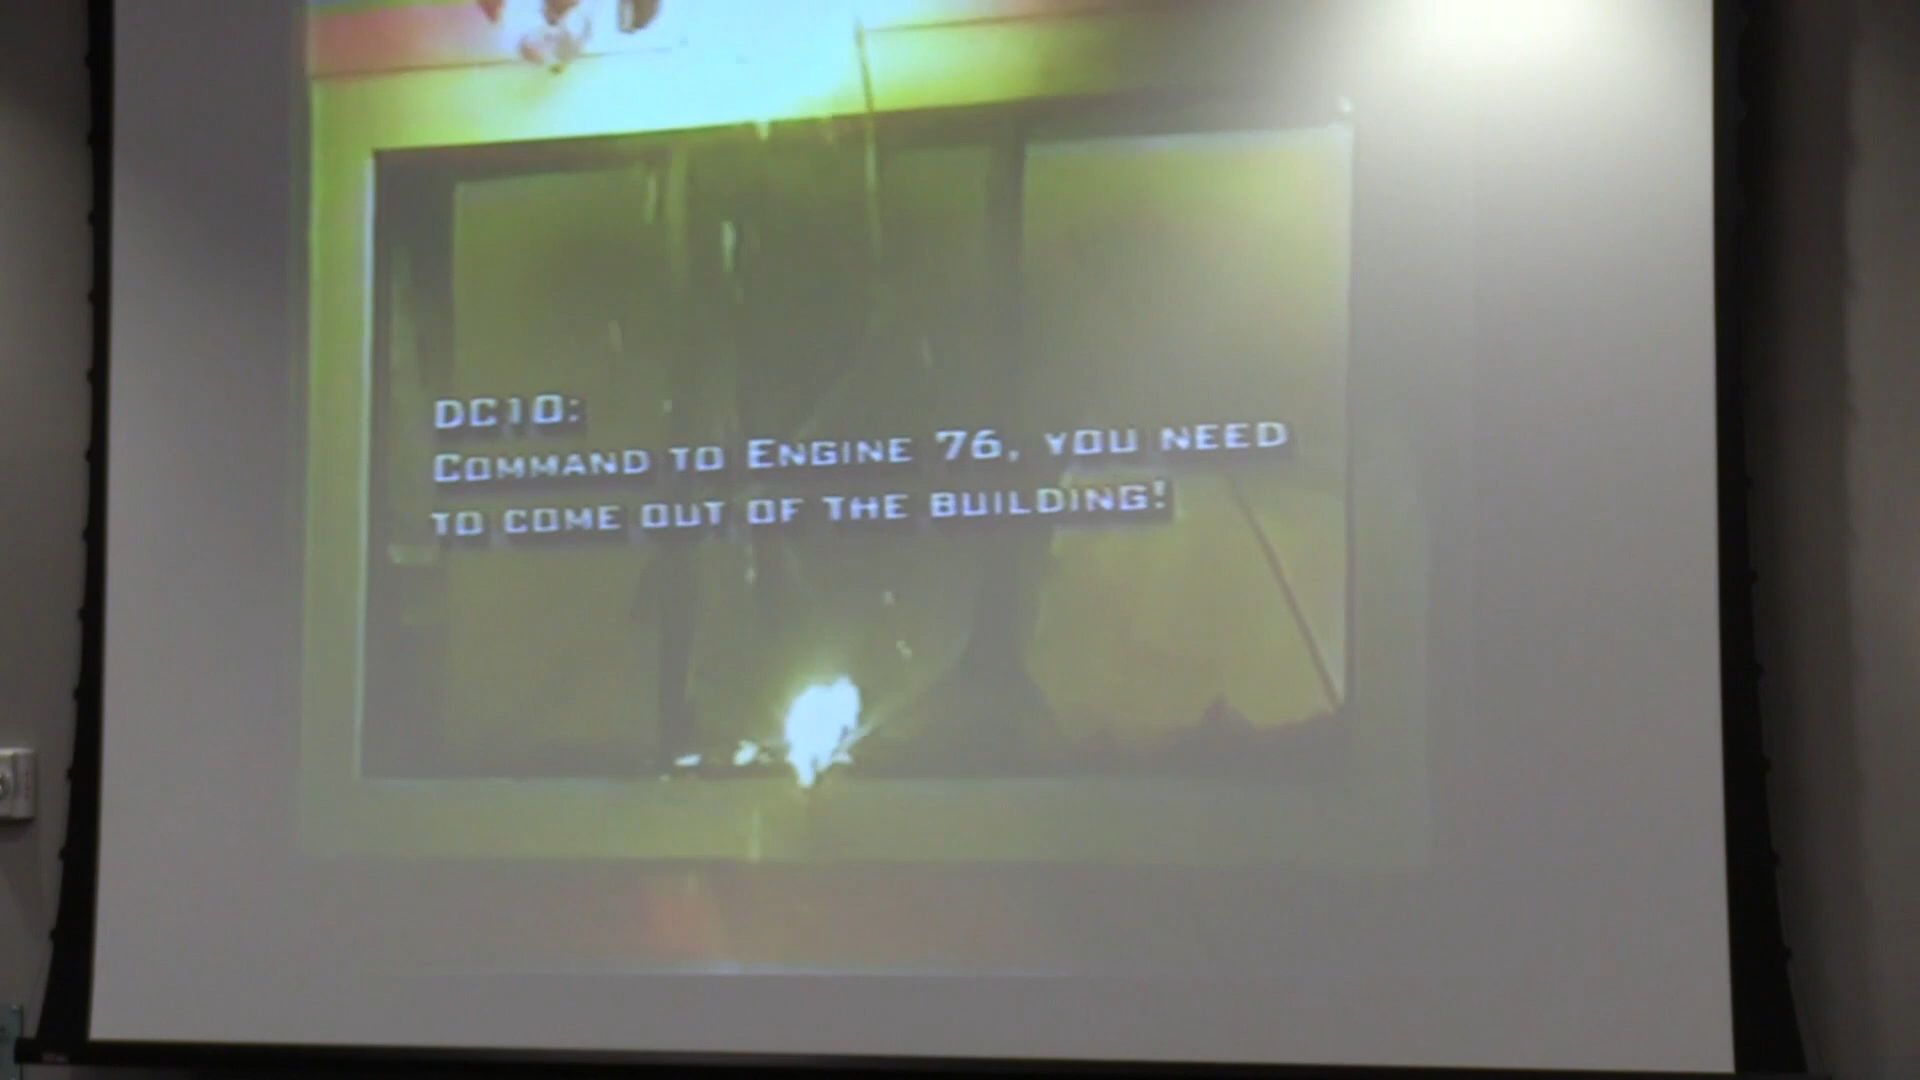 DC10:
Command to Engine 76, you need
to come out of the building!